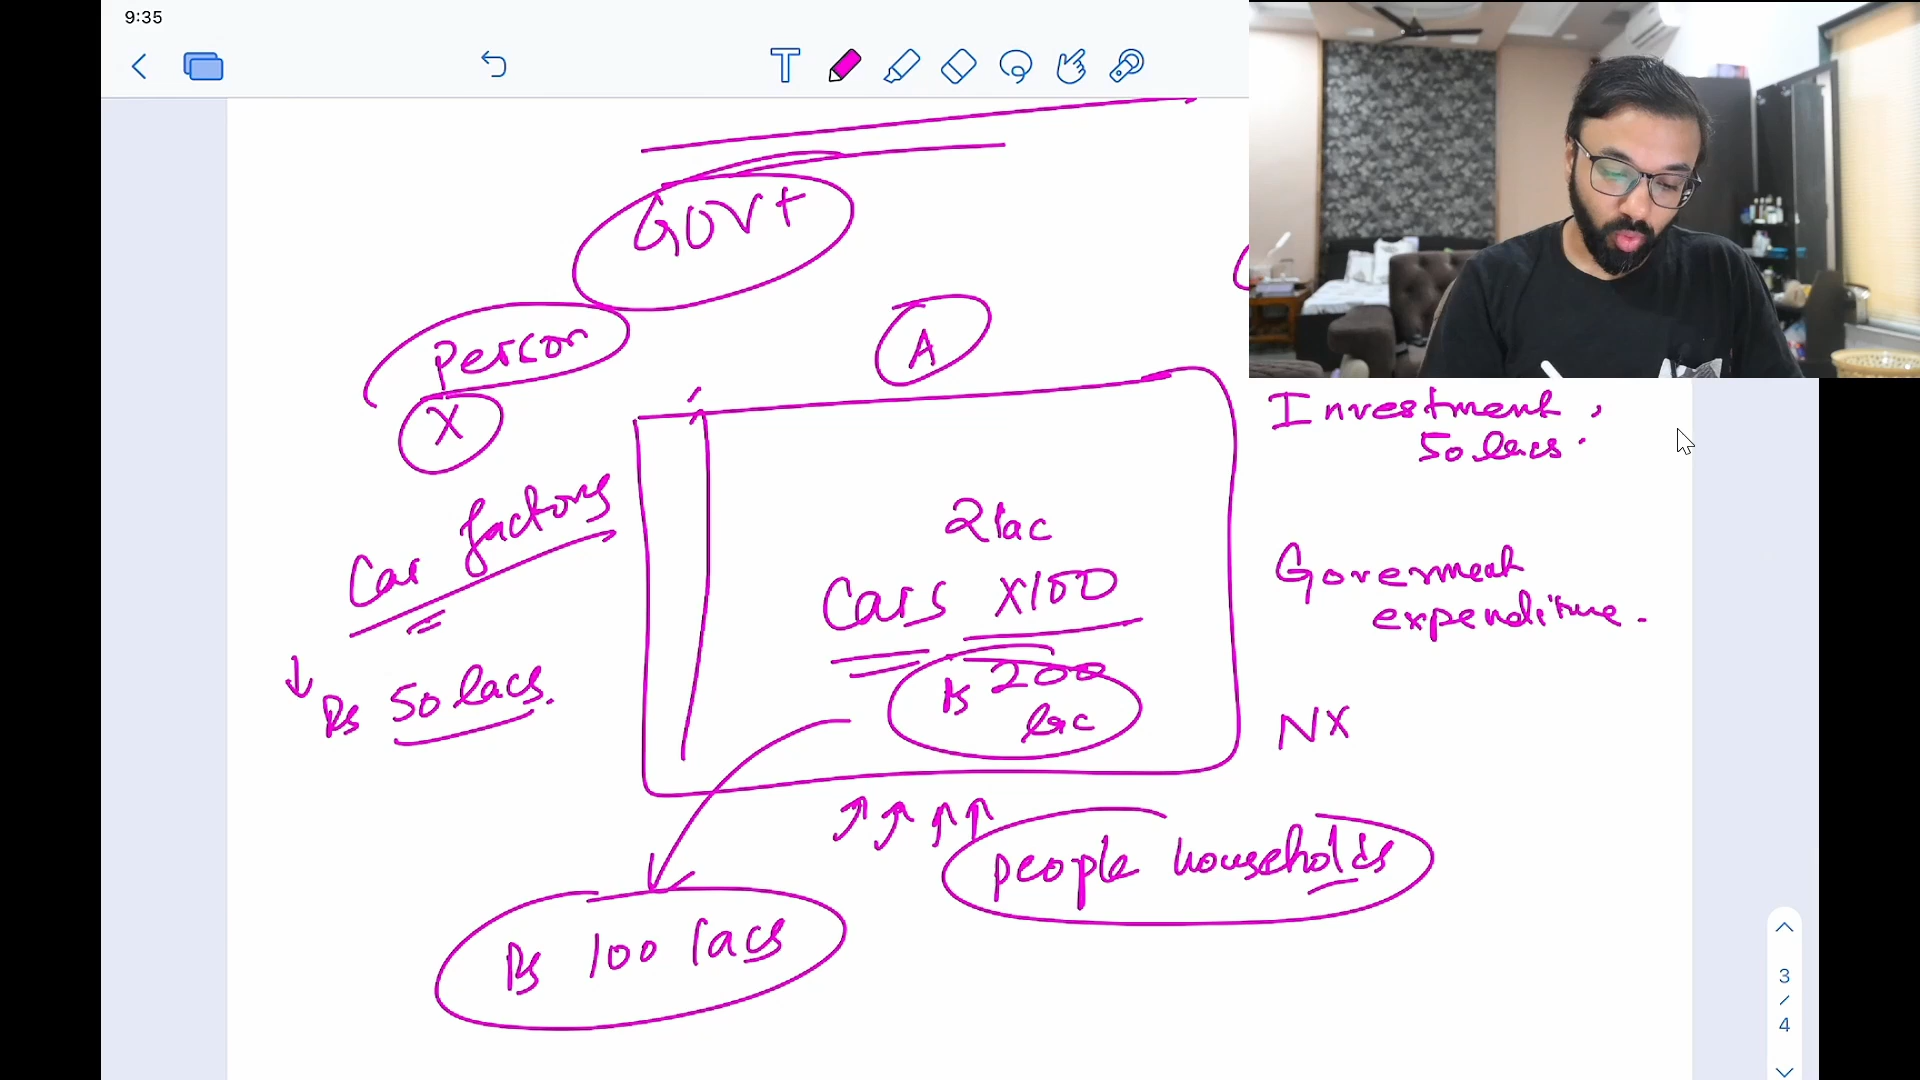 9:35
T
GOVt
Person
X
A
Investment,
50 lacs.
Car factory
2 lac
Cars X100
Goverment
expenditure.
Rs 50 lacs.
Rs 200
lac
NX
people households
Rs 100 lacs
3
/
4